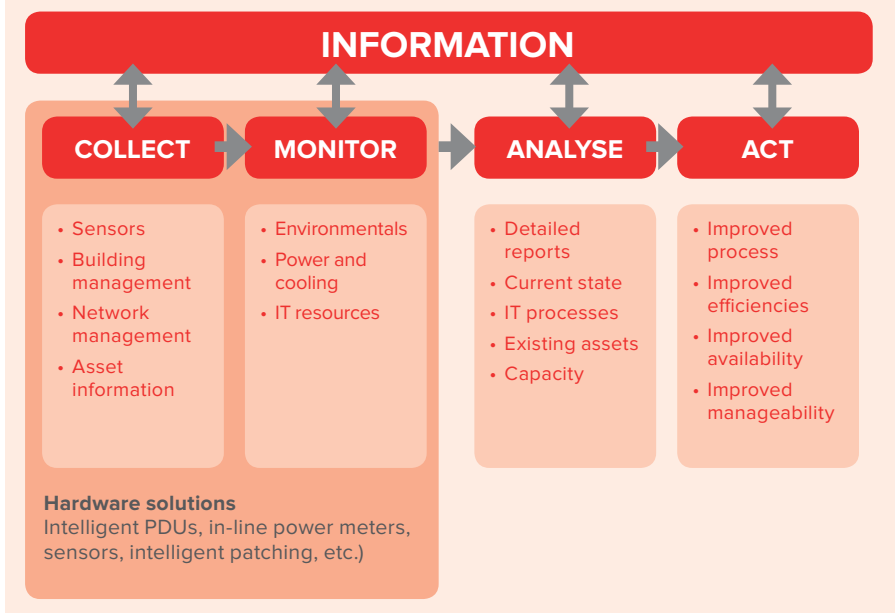 INFORMATION
COLLECT
MONITOR
ANALYSE
ACT
• Sensors
• Building
management
• Network
management
• Asset
information
• Environmentals
• Power and
cooling
• IT resources
• Detailed
reports
• Current state
• IT processes
• Existing assets
• Capacity
• Improved
process
• Improved
efficiencies
• Improved
availability
• Improved
manageability
Hardware solutions
Intelligent PDUs, in-line power meters,
sensors, intelligent patching, etc.)